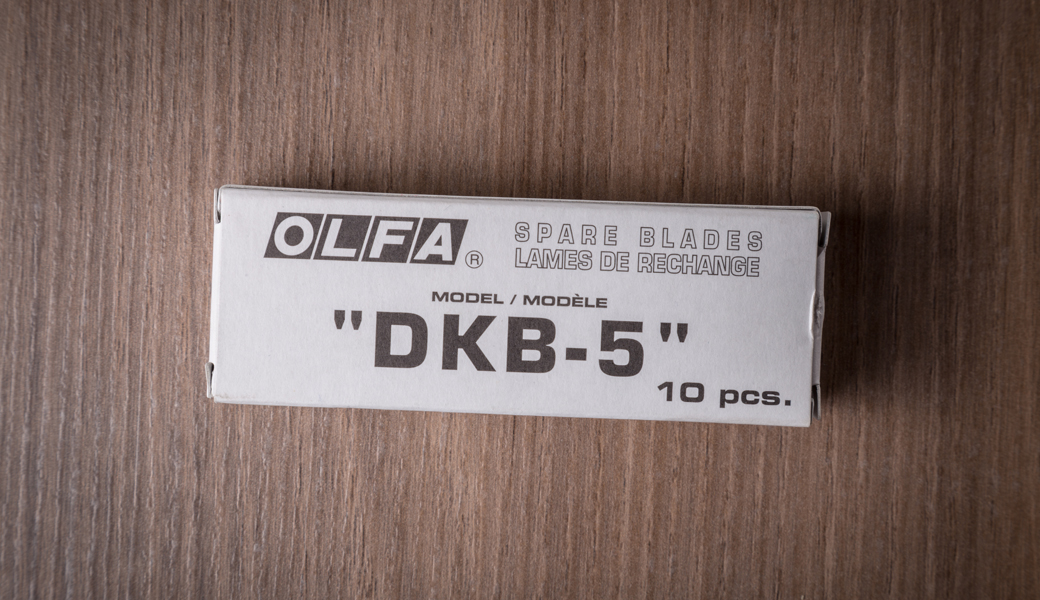 OLFA® SPARE BLADES
LAMES DE RECHANGE
MODEL / MODÈLE
"DKB-5"
10 pcs.